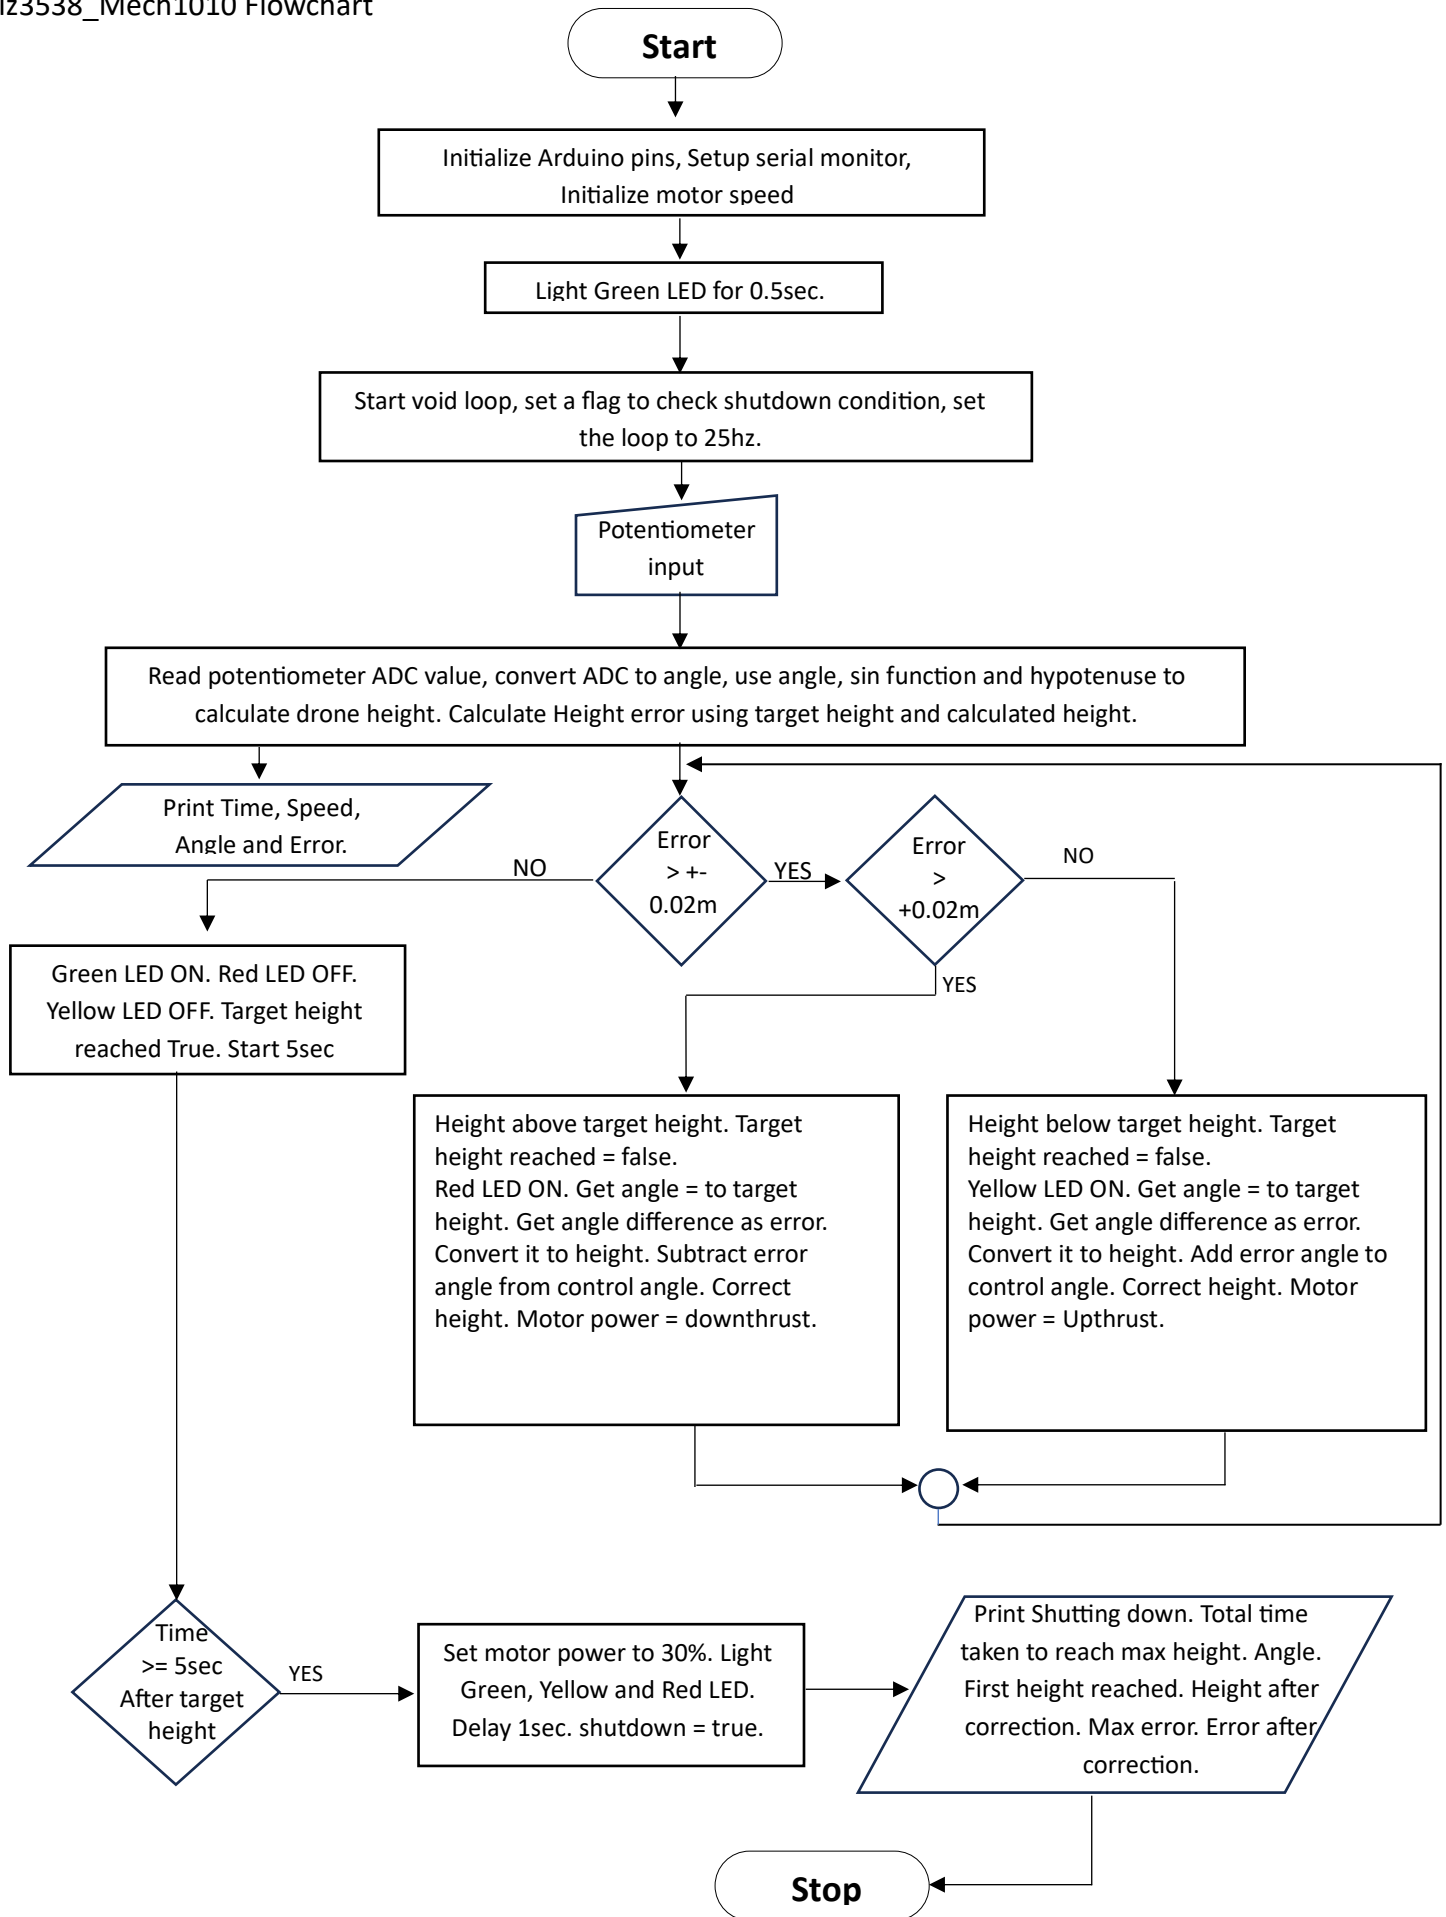 lz3538_Mech1010 Flowchart
Start
Initialize Arduino pins, Setup serial monitor,
Initialize motor speed
Light Green LED for 0.5sec.
Start void loop, set a flag to check shutdown condition, set
the loop to 25hz.
Potentiometer
input
Read potentiometer ADC value, convert ADC to angle, use angle, sin function and hypotenuse to
calculate drone height. Calculate Height error using target height and calculated height.
Print Time, Speed,
Angle and Error.
NO
Error
> +-
0.02m
YES
Error
>
+0.02m
NO
YES
Green LED ON. Red LED OFF.
Yellow LED OFF. Target height
reached True. Start 5sec
Height above target height. Target
height reached = false.
Red LED ON. Get angle = to target
height. Get angle difference as error.
Convert it to height. Subtract error
angle from control angle. Correct
height. Motor power = downthrust.
Height below target height. Target
height reached = false.
Yellow LED ON. Get angle = to target
height. Get angle difference as error.
Convert it to height. Add error angle to
control angle. Correct height. Motor
power = Upthrust.
Time
>= 5sec
After target
height
YES
Set motor power to 30%. Light
Green, Yellow and Red LED.
Delay 1sec. shutdown = true.
Print Shutting down. Total time
taken to reach max height. Angle.
First height reached. Height after
correction. Max error. Error after
correction.
Stop